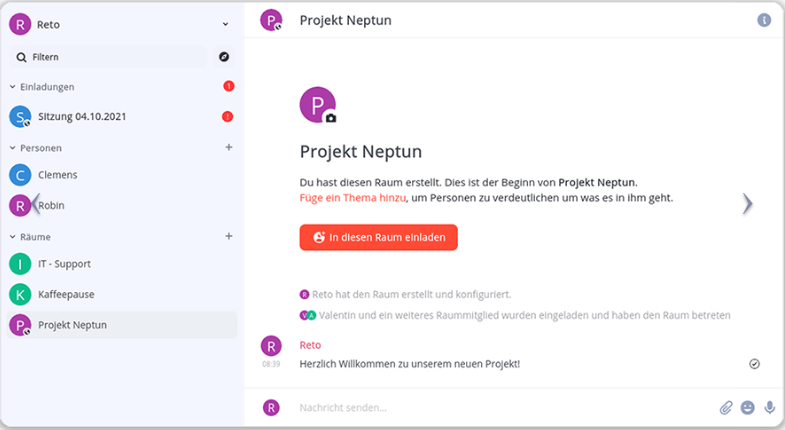 R Reto
Filtern
Einladungen 1
S Sitzung 04.10.2021 !
Personen +
C Clemens
R Robin
Räume +
I IT - Support
K Kaffeepause
P Projekt Neptun
P Projekt Neptun i
P
Projekt Neptun
Du hast diesen Raum erstellt. Dies ist der Beginn von Projekt Neptun.
Füge ein Thema hinzu, um Personen zu verdeutlichen um was es in ihm geht.
In diesen Raum einladen
R Reto hat den Raum erstellt und konfiguriert.
V A Valentin und ein weiteres Raummitglied wurden eingeladen und haben den Raum betreten
R Reto
08:39 Herzlich Willkommen zu unserem neuen Projekt!
R Nachricht senden...